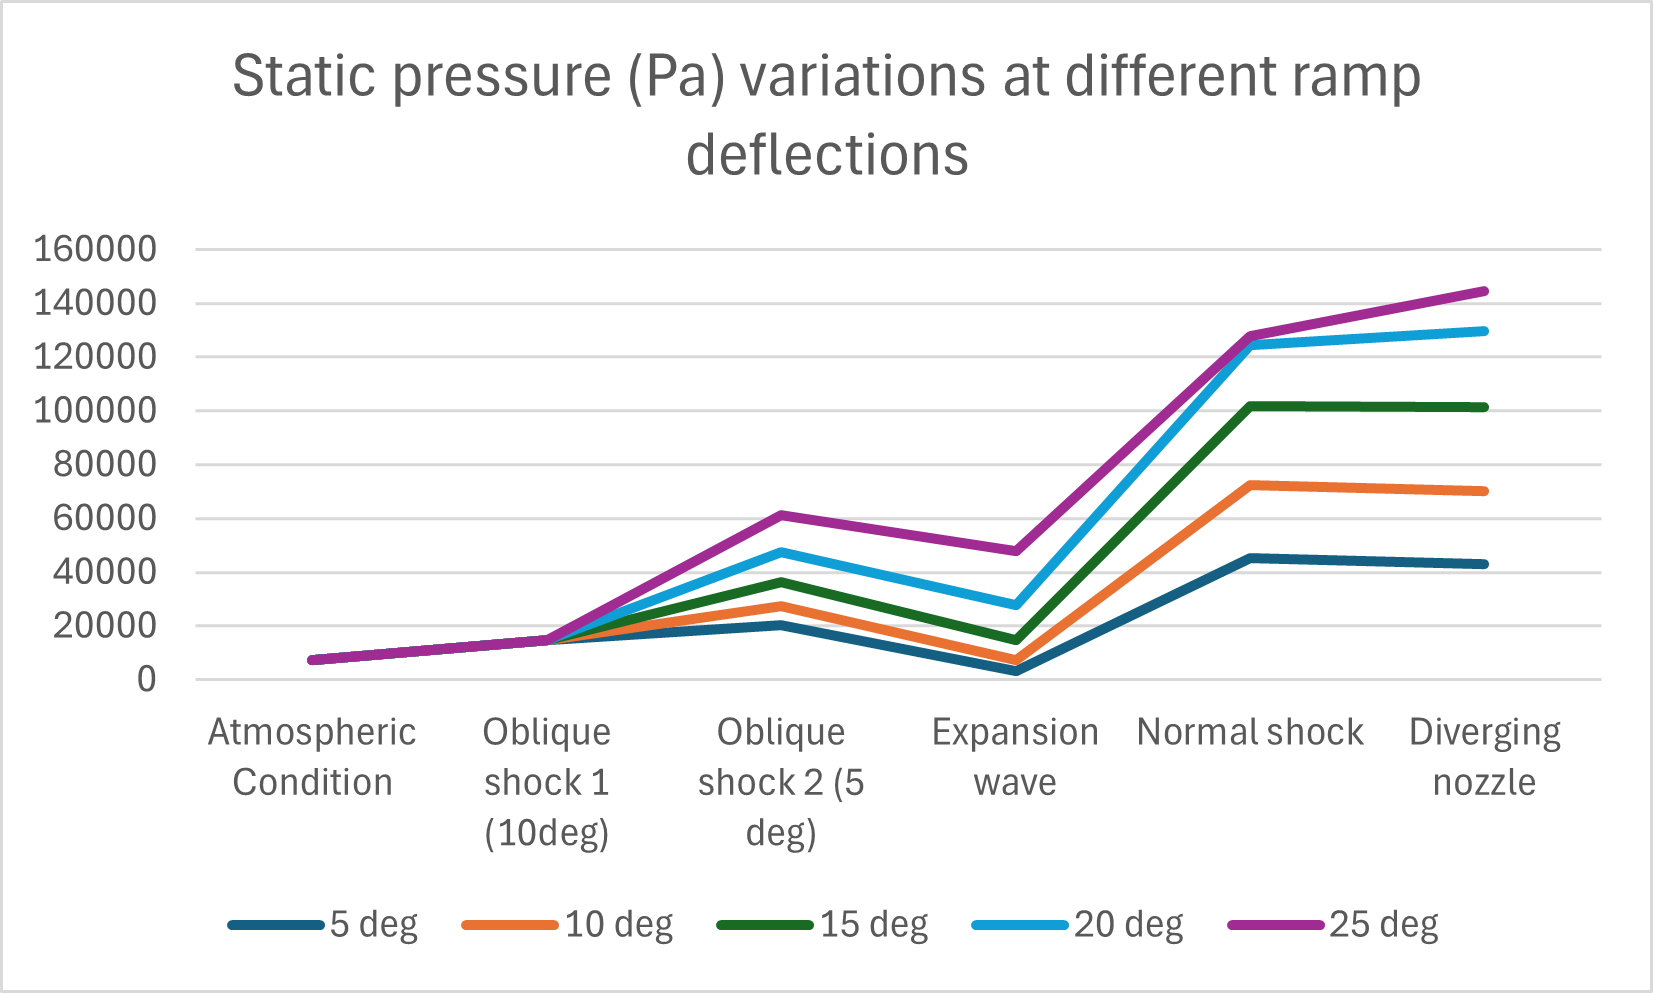 Static pressure (Pa) variations at different ramp
deflections
160000
140000
120000
100000
80000
60000
40000
20000
0
Atmospheric
Condition
Oblique
shock 1
(10deg)
Oblique
shock 2 (5
deg)
Expansion
wave
Normal shock
Diverging
nozzle
5 deg
10 deg
15 deg
20 deg
25 deg